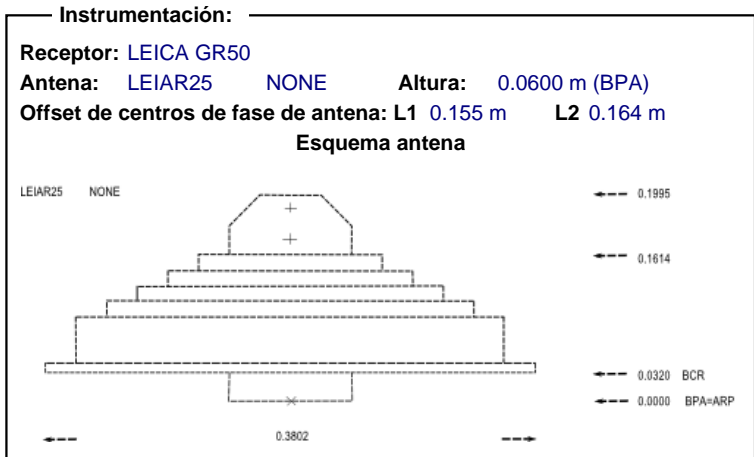 Instrumentación:
Receptor: LEICA GR50
Antena: LEIAR25 NONE Altura: 0.0600 m (BPA)
Offset de centros de fase de antena: L1 0.155 m L2 0.164 m
Esquema antena
LEIAR25 NONE
0.1995
0.1614
0.0320 BCR
0.0000 BPA=ARP
0.3802